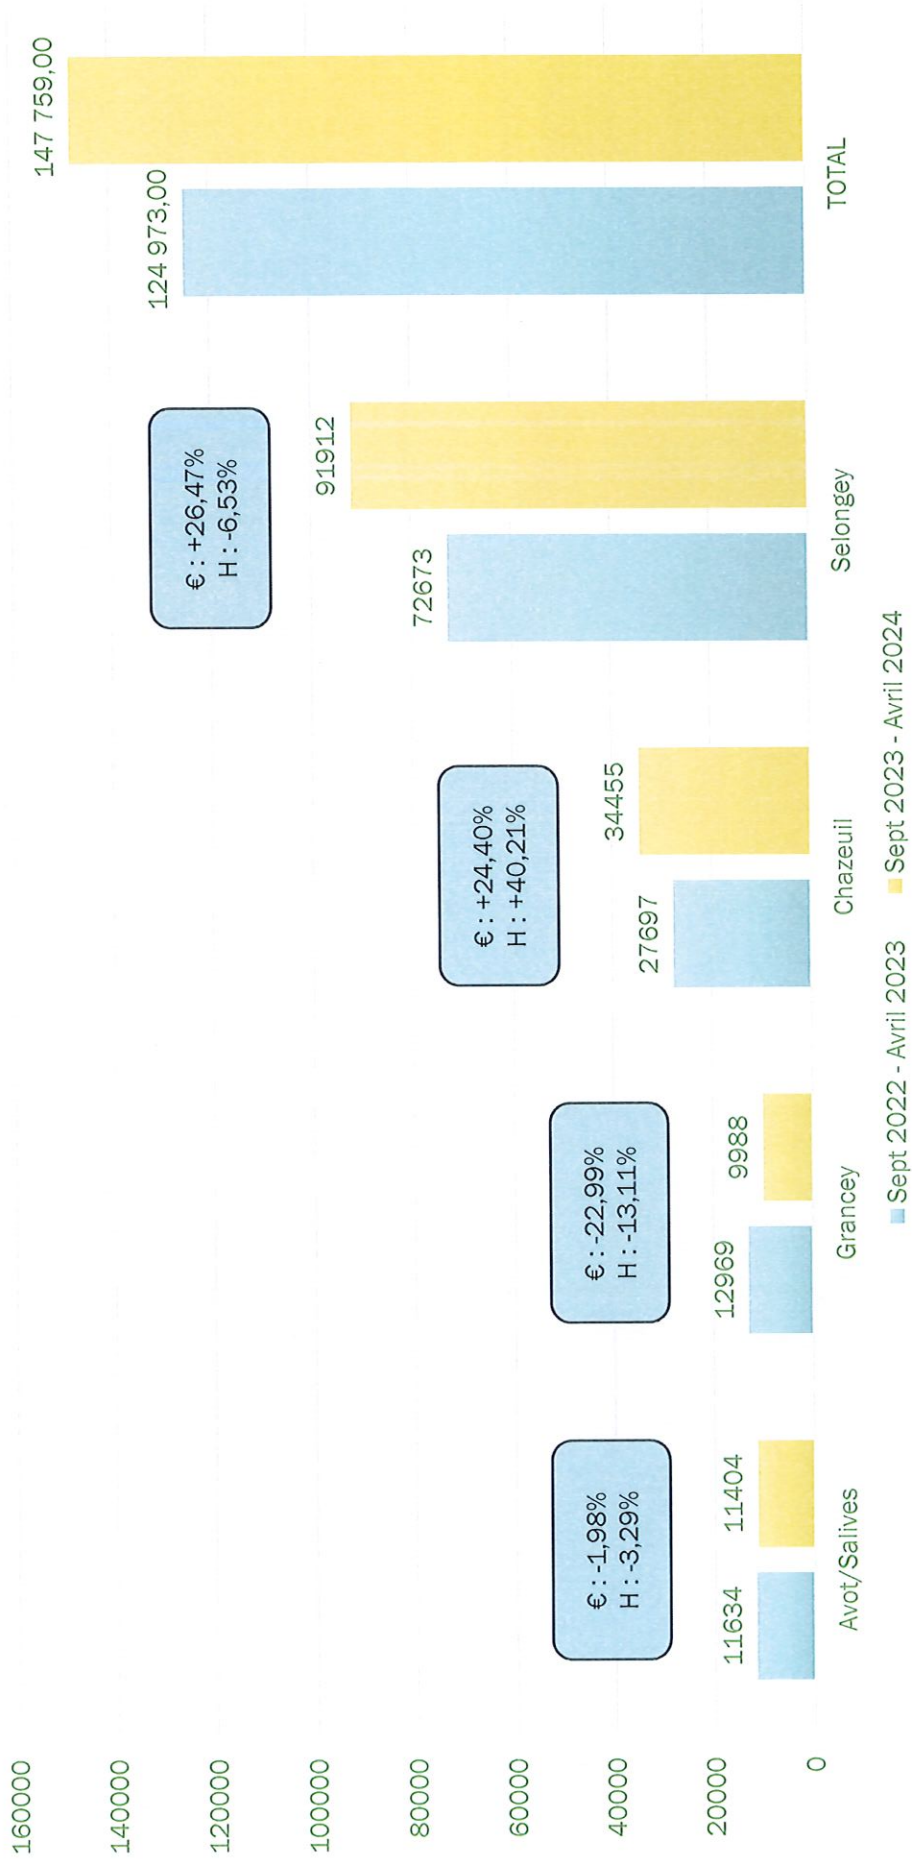 160000
140000
120000
100000
80000
60000
40000
20000
0
11634
11404
€ : -1,98%
H : -3,29%
Avot/Salives
12969
9988
€ : -22,99%
H : -13,11%
Grancey
27697
34455
€ : +24,40%
H : +40,21%
Chazeuil
72673
91912
€ : +26,47%
H : -6,53%
Selongey
124 973,00
147 759,00
TOTAL
Sept 2022 - Avril 2023
Sept 2023 - Avril 2024